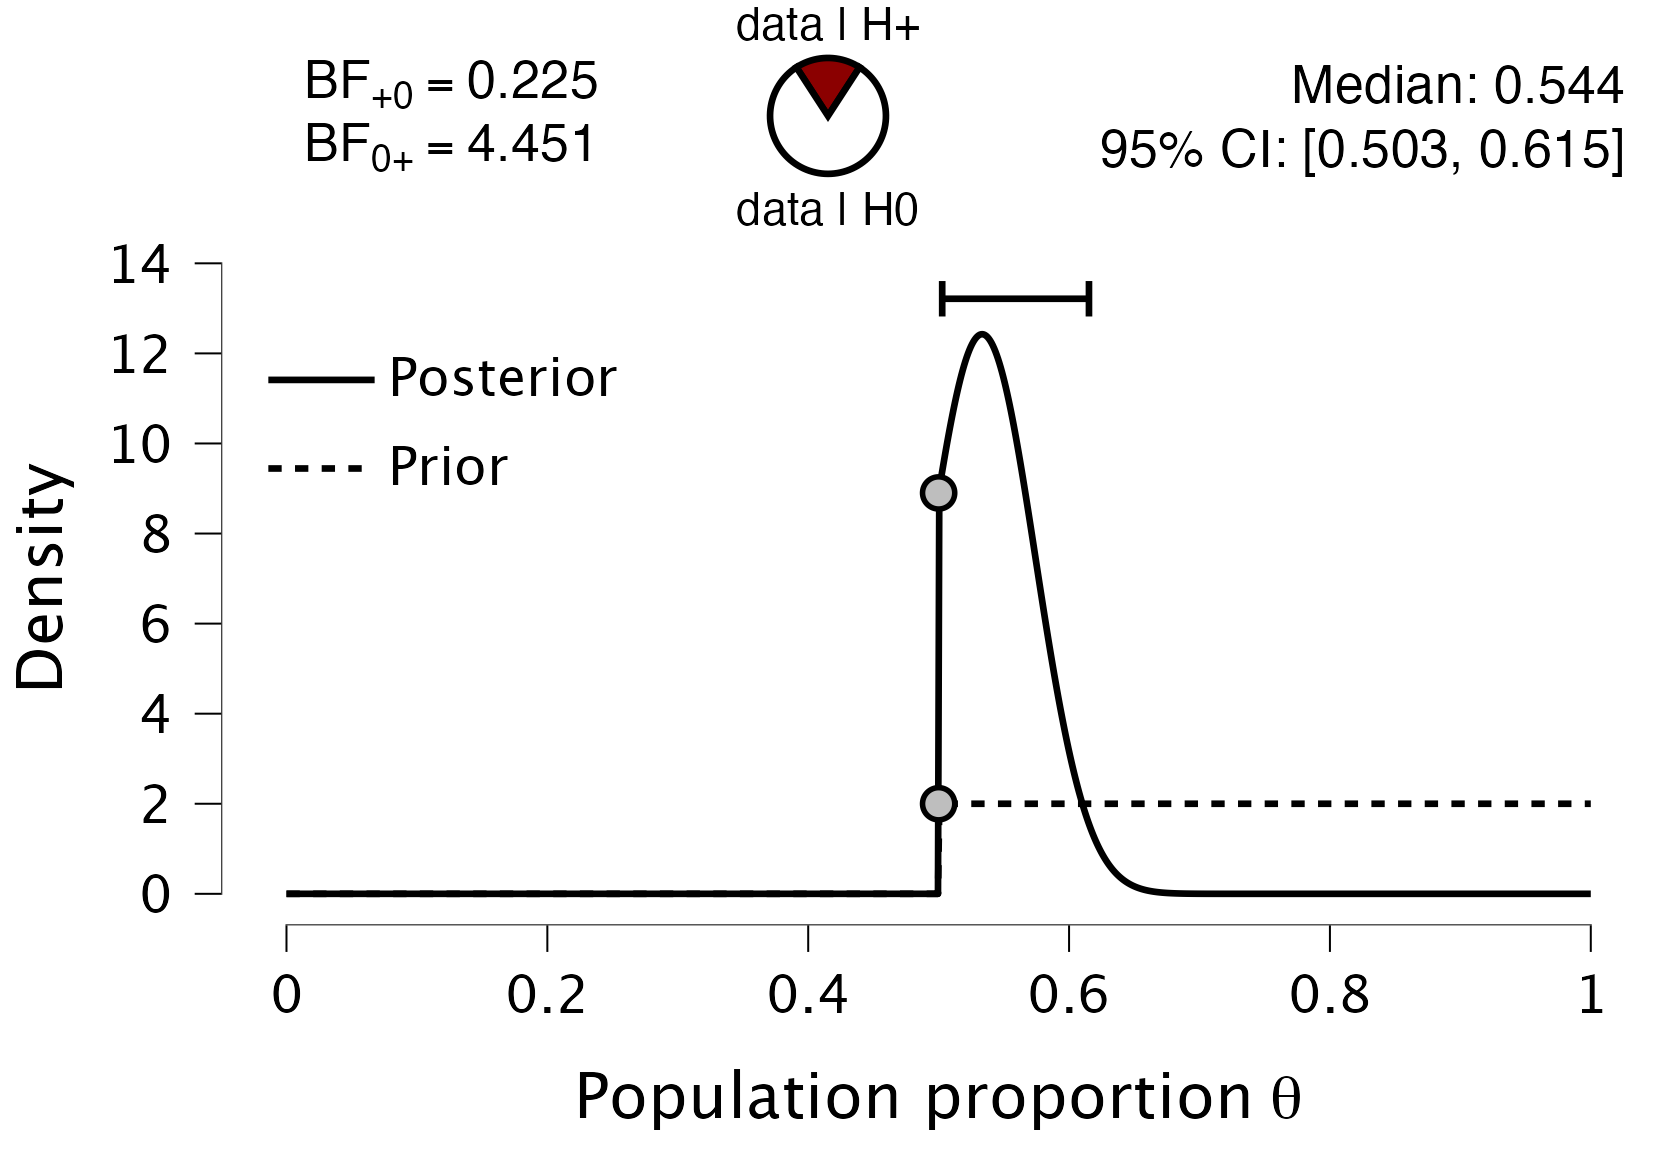 data | H+
BF+0 = 0.225
BF0+ = 4.451
Median: 0.544
95% CI: [0.503, 0.615]
data | H0
14
12
10
8
6
4
2
0
Density
Posterior
Prior
0 0.2 0.4 0.6 0.8 1
Population proportion θ